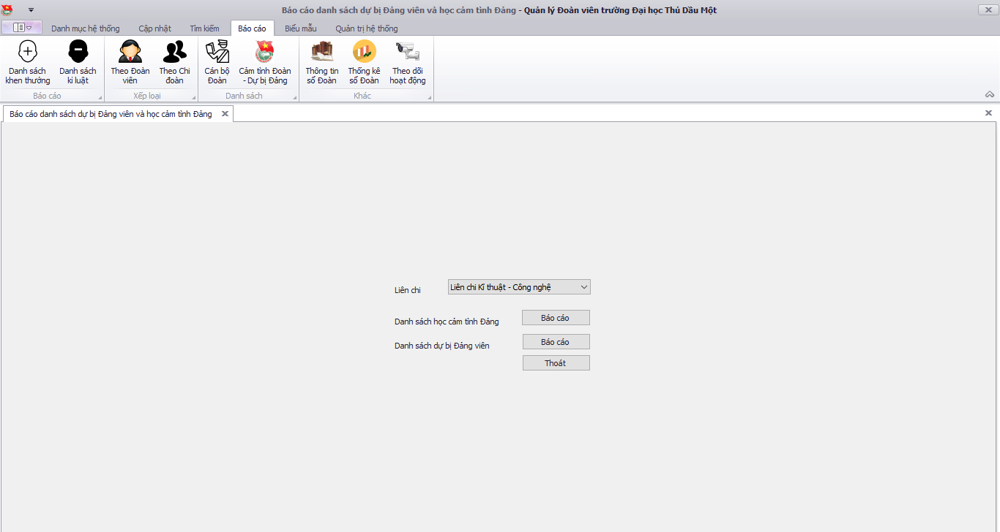 Báo cáo danh sách dự bị Đảng viên và học cảm tình Đảng - Quản lý Đoàn viên trường Đại học Thủ Dầu Một
Danh mục hệ thống Cập nhật Tìm kiếm Báo cáo Biểu mẫu Quản trị hệ thống
Danh sách khen thưởng
Danh sách kỉ luật
Theo Đoàn viên
Theo Chi đoàn
Cán bộ Đoàn
Cảm tình Đoàn - Dự bị Đảng
Thông tin sổ Đoàn
Thống kê sổ Đoàn
Theo dõi hoạt động
Báo cáo Xếp loại Danh sách Khác
Báo cáo danh sách dự bị Đảng viên và học cảm tình Đảng
Liên chi Liên chi Kĩ thuật - Công nghệ
Danh sách học cảm tình Đảng Báo cáo
Danh sách dự bị Đảng viên Báo cáo
Thoát